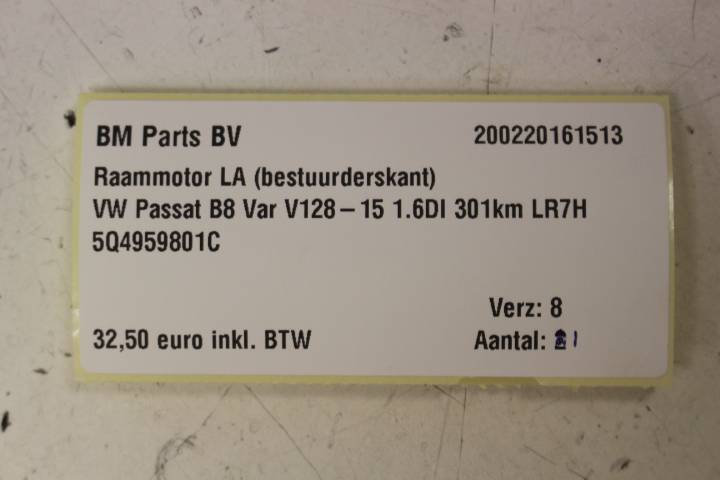 BM Parts BV 200220161513
Raammotor LA (bestuurderskant)
VW Passat B8 Var V128-15 1.6DI 301km LR7H
5Q4959801C
Verz: 8
32,50 euro inkl. BTW Aantal: 1